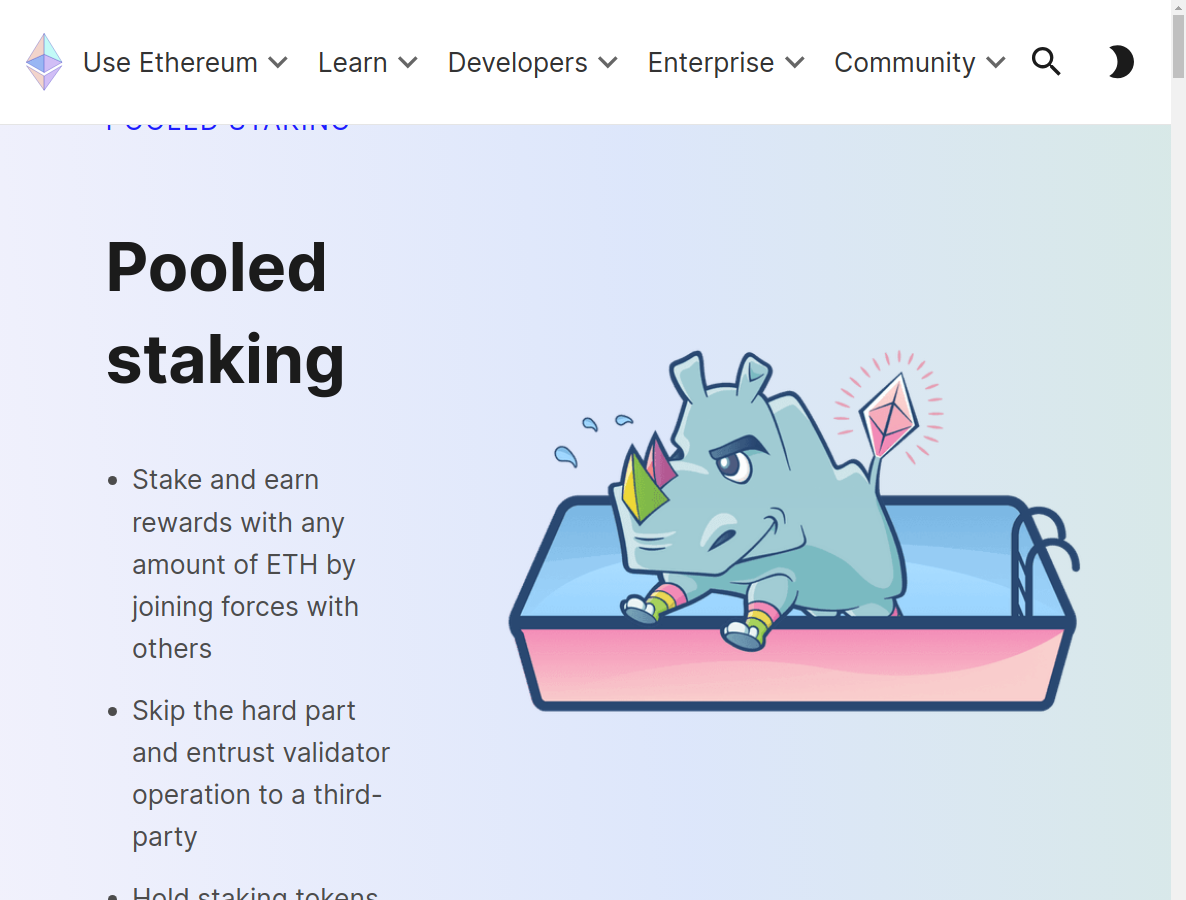 Use Ethereum Learn Developers Enterprise Community
POOLED STAKING
Pooled
staking
Stake and earn
rewards with any
amount of ETH by
joining forces with
others
Skip the hard part
and entrust validator
operation to a third-
party
Hold staking tokens